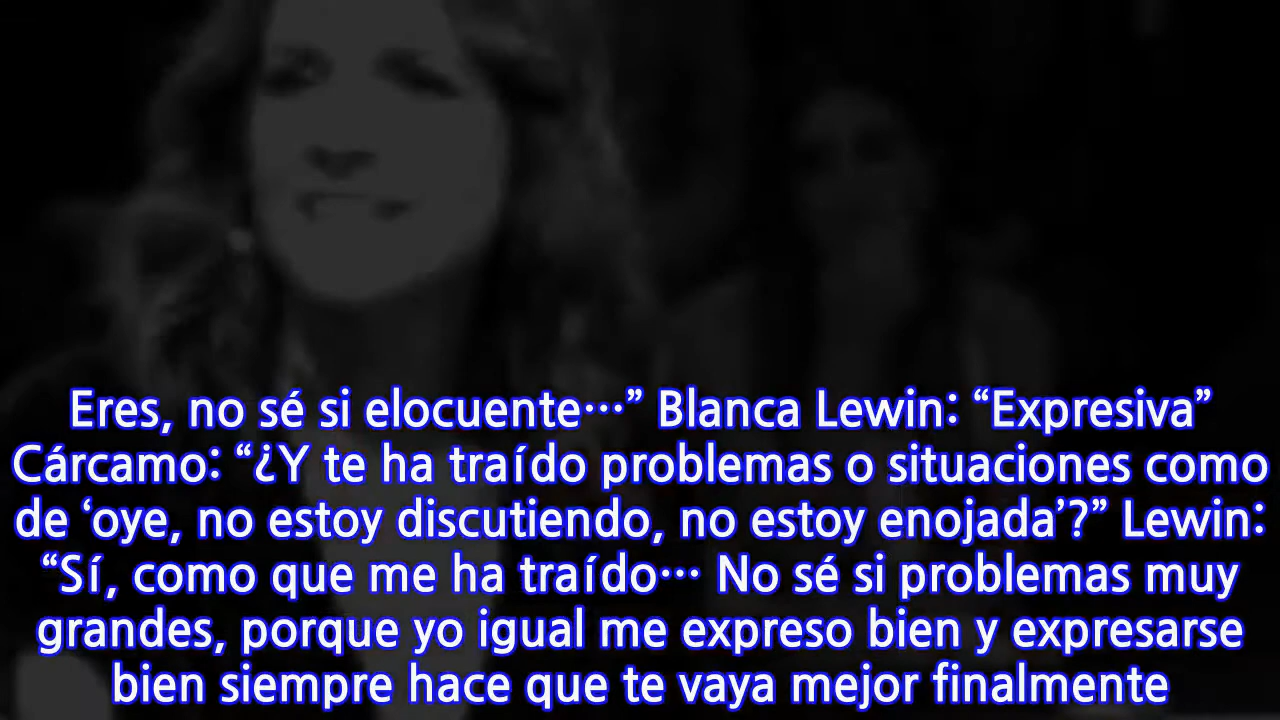 Eres, no sé si elocuente…” Blanca Lewin: “Expresiva”
Cárcamo: “¿Y te ha traído problemas o situaciones como
de ‘oye, no estoy discutiendo, no estoy enojada’?” Lewin:
“Sí, como que me ha traído… No sé si problemas muy
grandes, porque yo igual me expreso bien y expresarse
bien siempre hace que te vaya mejor finalmente